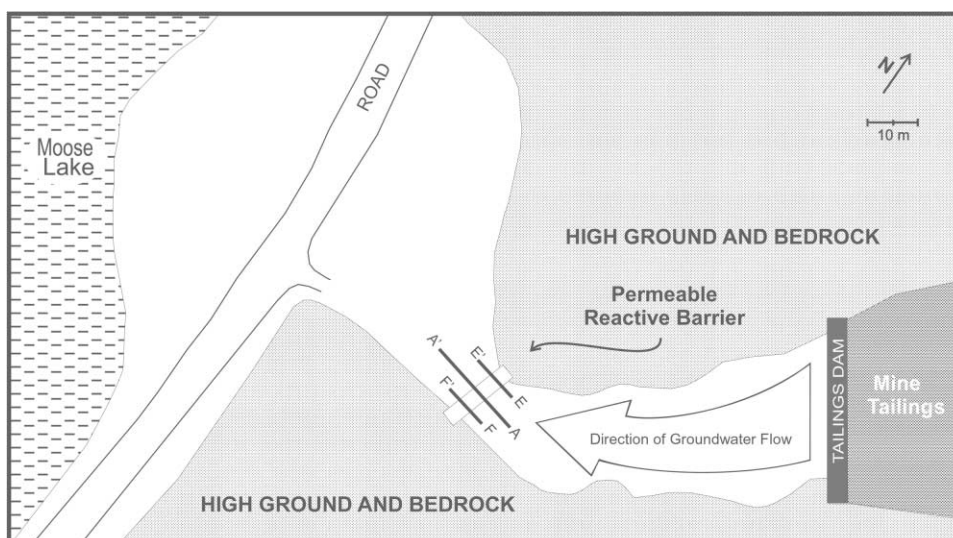 N
10 m
ROAD
Moose
Lake
HIGH GROUND AND BEDROCK
Permeable
Reactive Barrier
A'
E'
F'
E
A
F
Direction of Groundwater Flow
TAILINGS DAM
Mine
Tailings
HIGH GROUND AND BEDROCK